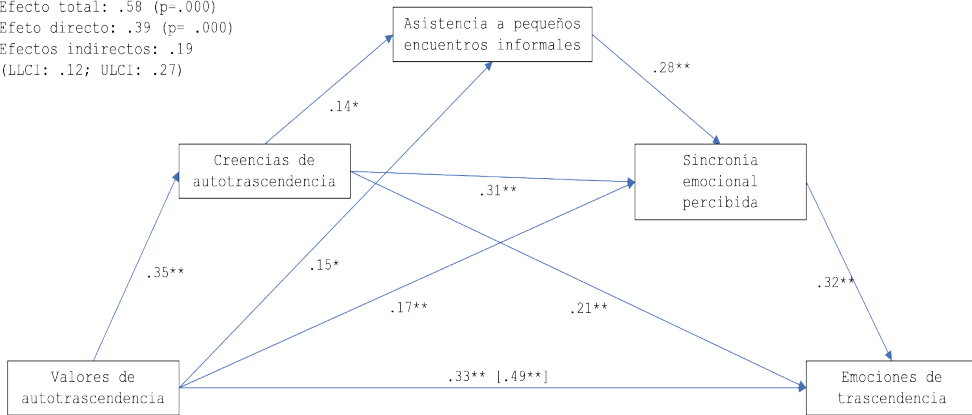 Efecto total: .58 (p=.000)
Efeto directo: .39 (p= .000)
Efectos indirectos: .19
(LLCI: .12; ULCI: .27)
Asistencia a pequeños
encuentros informales
.28**
.14*
Creencias de
autotrascendencia
Sincronía
emocional
percibida
.31**
.35**
.15*
.17**
.21**
.32**
Valores de
autotrascendencia
.33** [.49**]
Emociones de
trascendencia